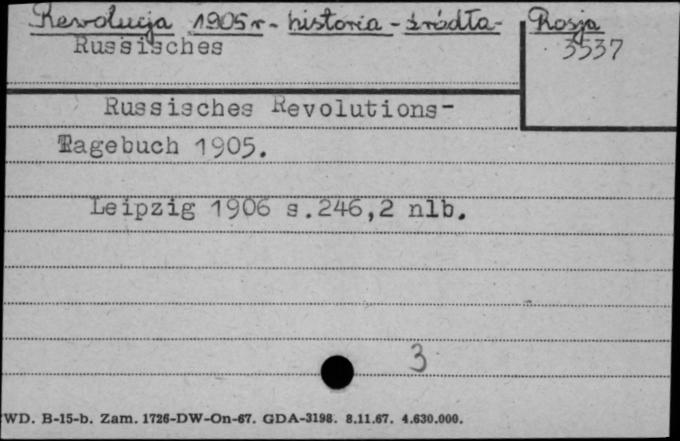 Rewolucja 1905 r. - historia - źródła - Rosja
Russisches
3537
Russisches Revolutions-
Tagebuch 1905.
Leipzig 1906 s.246,2 nlb.
3
WD. B-15-b. Zam. 1726-DW-On-67. GDA-3198. 8.11.67. 4.630.000.